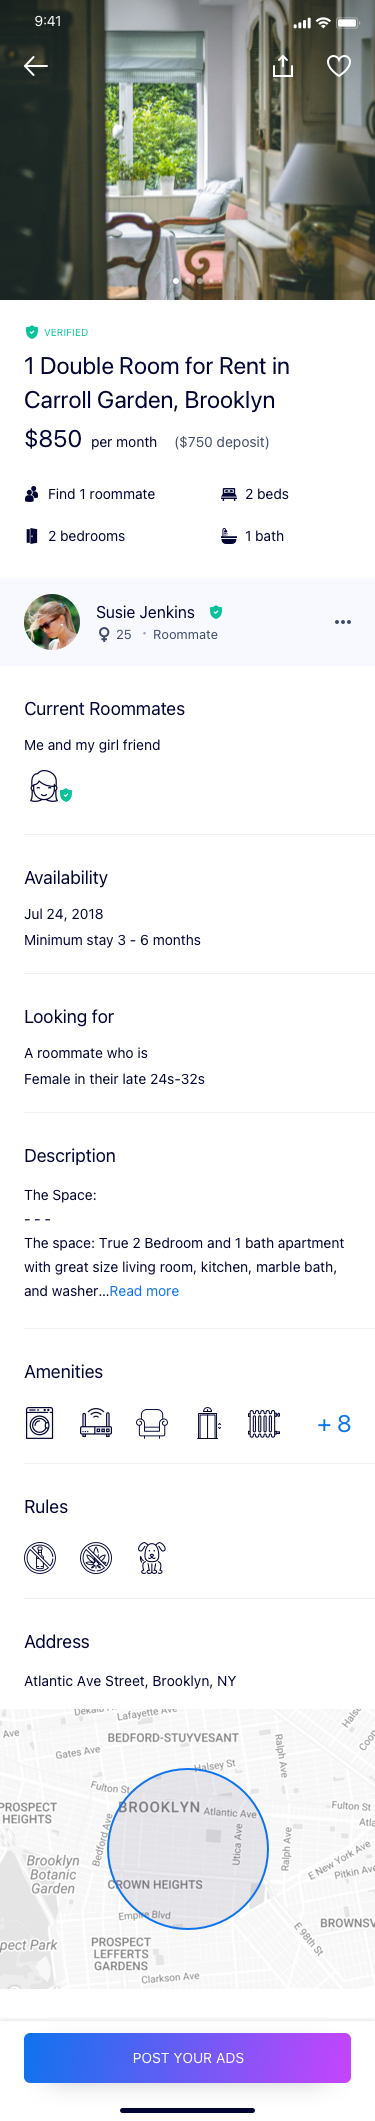 9:41
VERIFIED
1 Double Room for Rent in
Carroll Garden, Brooklyn
$850 per month ($750 deposit)
Find 1 roommate
2 beds
2 bedrooms
1 bath
Susie Jenkins
25 · Roommate
Current Roommates
Me and my girl friend
Availability
Jul 24, 2018
Minimum stay 3 - 6 months
Looking for
A roommate who is
Female in their late 24s-32s
Description
The Space:
- - -
The space: True 2 Bedroom and 1 bath apartment
with great size living room, kitchen, marble bath,
and washer...Read more
Amenities
+ 8
Rules
Address
Atlantic Ave Street, Brooklyn, NY
Lafayette Ave
Ave
BEDFORD-STUYVESANT
Gates Ave
Ralph Ave
Halsey St
Fulton St
BROOKLYN
Atlantic Ave
Fulton St
PROSPECT
HEIGHTS
Bedford Ave
Utica Ave
Ralph Ave
E New York Ave
Pitkin Ave
Brooklyn
Botanic
Garden
CROWN HEIGHTS
Empire Blvd
BROWNSV
E 98th St
pect Park
PROSPECT
LEFFERTS
GARDENS
Clarkson Ave
POST YOUR ADS